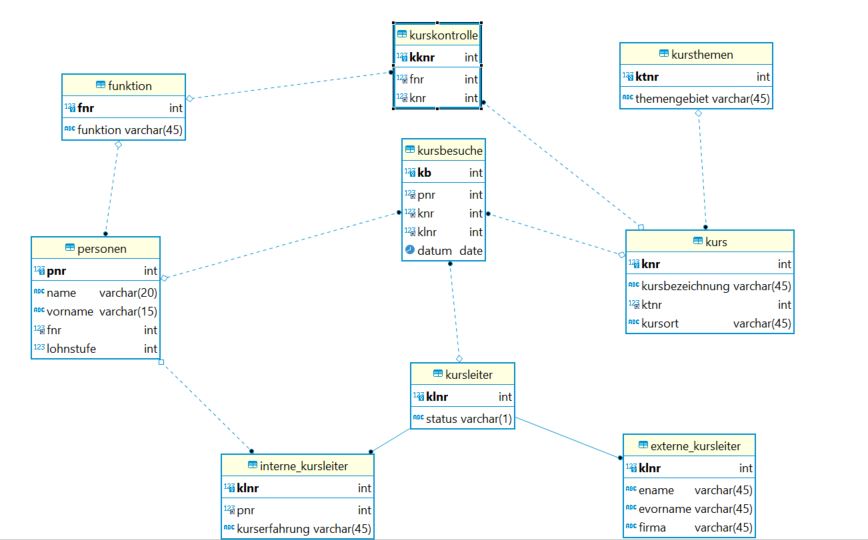 kurskontrolle
kknr int
fnr int
knr int
kursthemen
ktnr int
themengebiet varchar(45)
funktion
fnr int
funktion varchar(45)
kursbesuche
kb int
pnr int
knr int
klnr int
datum date
personen
pnr int
name varchar(20)
vorname varchar(15)
fnr int
lohnstufe int
kurs
knr int
kursbezeichnung varchar(45)
ktnr int
kursort varchar(45)
kursleiter
klnr int
status varchar(1)
interne_kursleiter
klnr int
pnr int
kurserfahrung varchar(45)
externe_kursleiter
klnr int
ename varchar(45)
evorname varchar(45)
firma varchar(45)